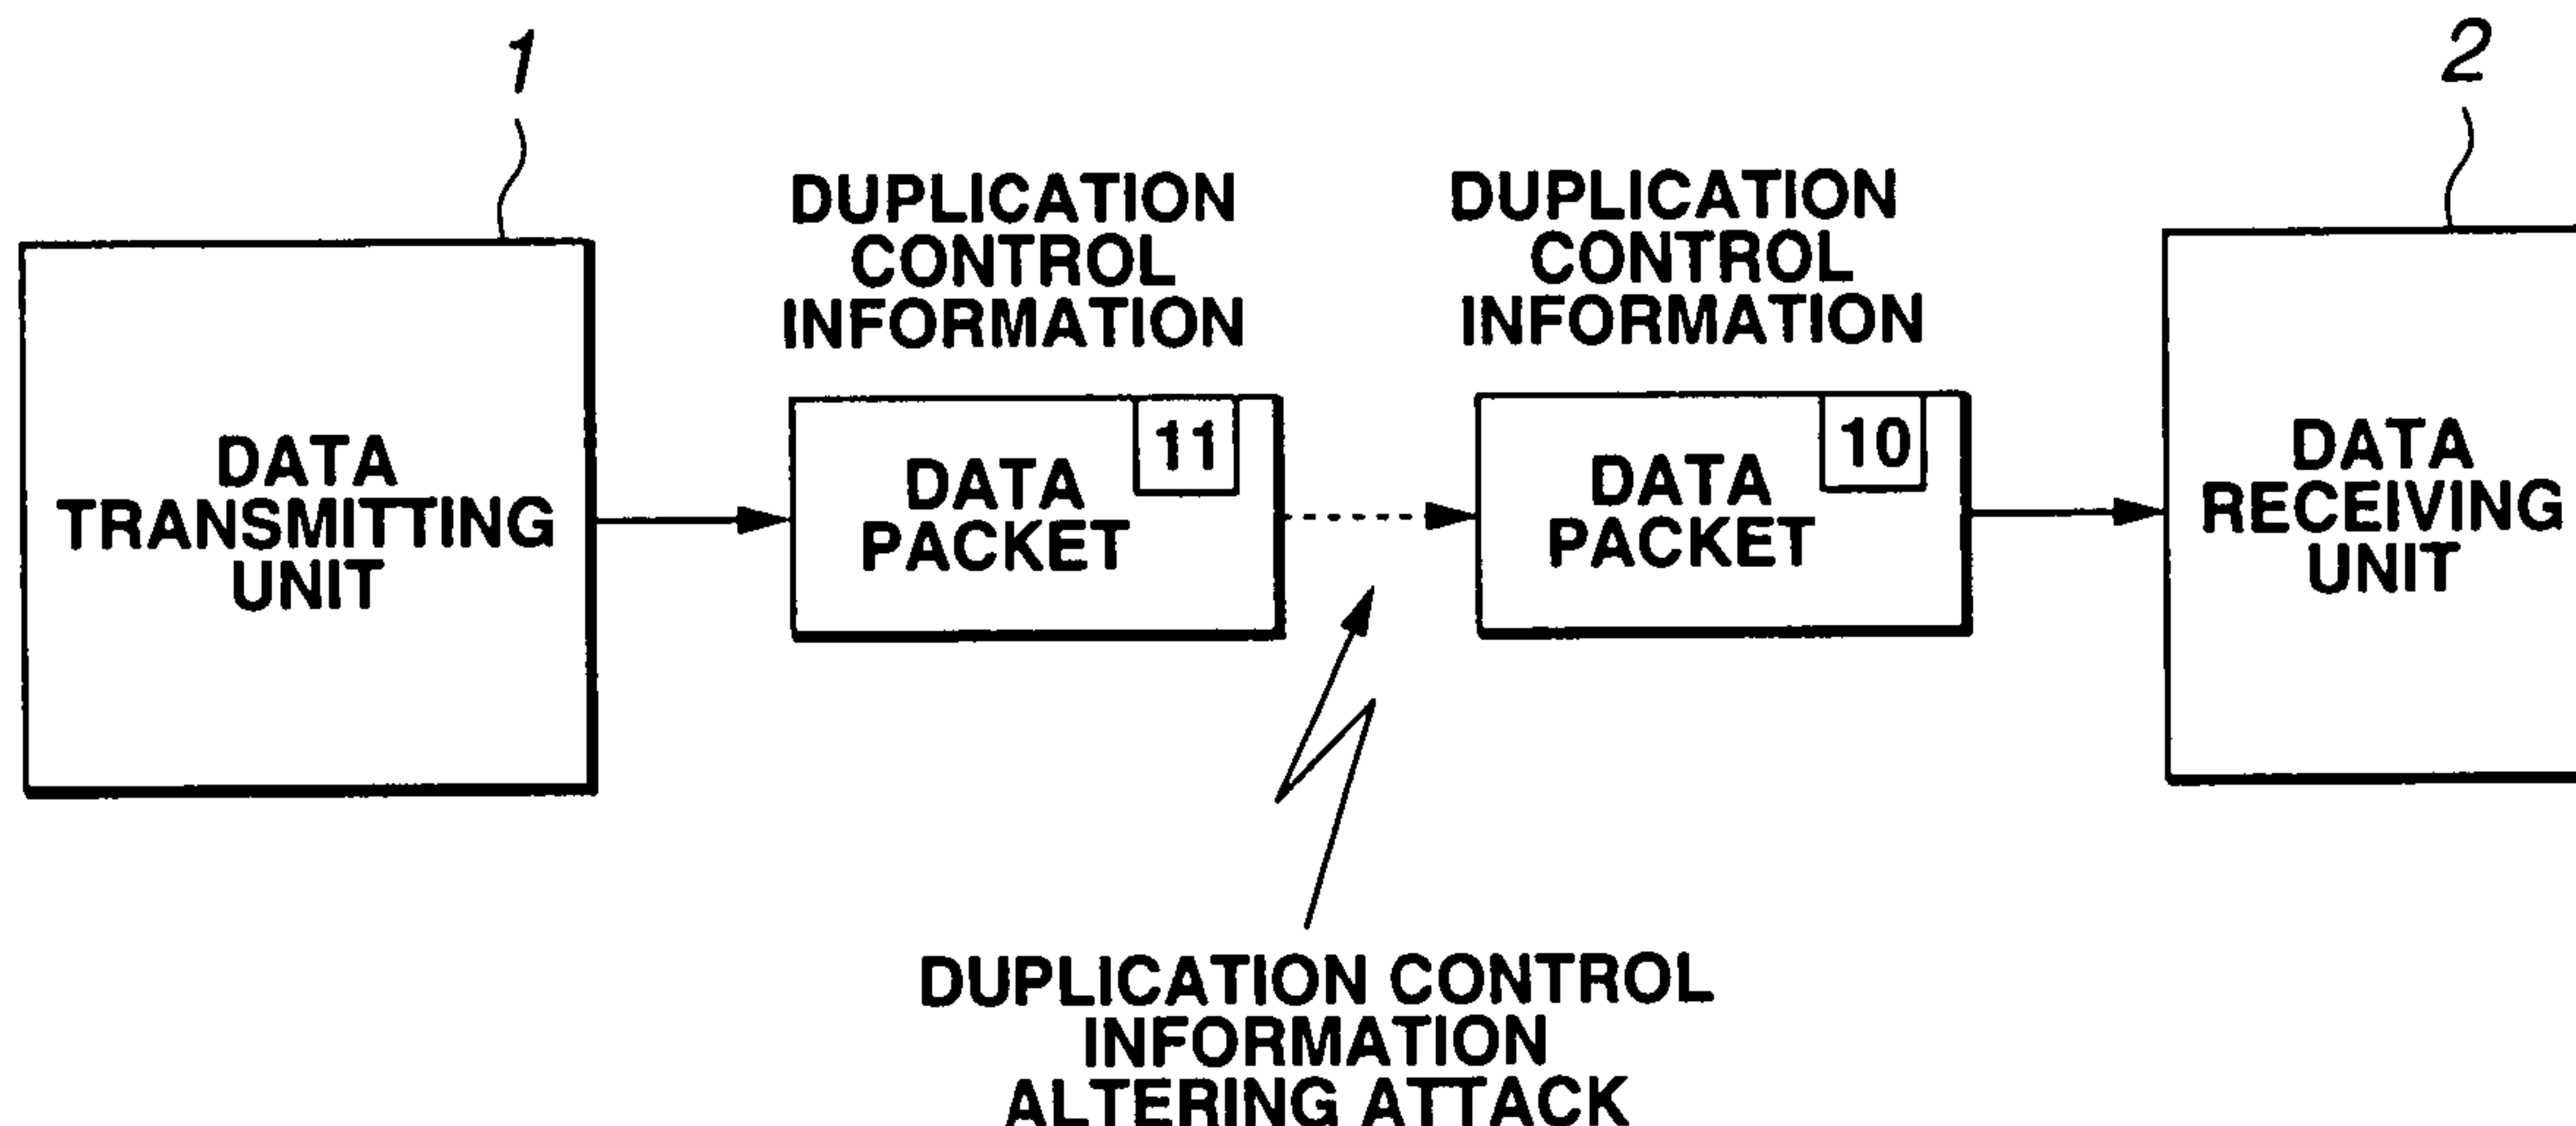 1
2
DUPLICATION
CONTROL
INFORMATION
DUPLICATION
CONTROL
INFORMATION
DATA
TRANSMITTING
UNIT
11
DATA
PACKET
10
DATA
PACKET
DATA
RECEIVING
UNIT
DUPLICATION CONTROL
INFORMATION
ALTERING ATTACK